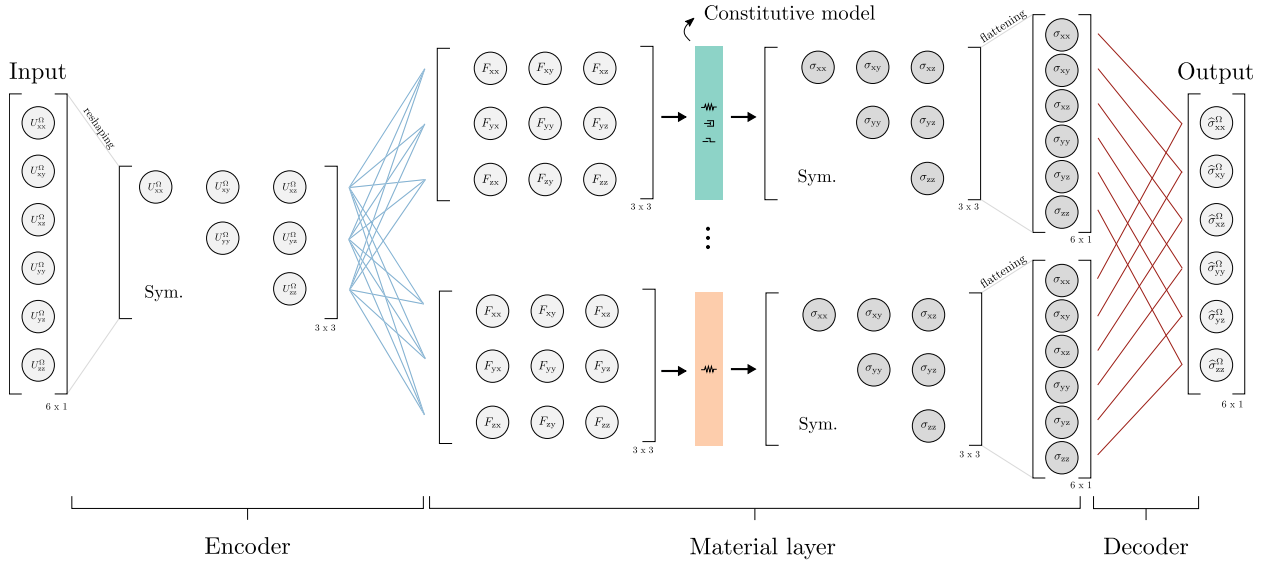 Input
U^Ω_xx
U^Ω_xy
U^Ω_xz
U^Ω_yy
U^Ω_yz
U^Ω_zz
6 x 1
reshaping
U^Ω_xx U^Ω_xy U^Ω_xz
U^Ω_yy U^Ω_yz
Sym. U^Ω_zz
3 x 3
F_xx F_xy F_xz
F_yx F_yy F_yz
F_zx F_zy F_zz
3 x 3
Constitutive model
σ_xx σ_xy σ_xz
σ_yy σ_yz
Sym. σ_zz
3 x 3
flattening
σ_xx
σ_xy
σ_xz
σ_yy
σ_yz
σ_zz
6 x 1
F_xx F_xy F_xz
F_yx F_yy F_yz
F_zx F_zy F_zz
3 x 3
σ_xx σ_xy σ_xz
σ_yy σ_yz
Sym. σ_zz
3 x 3
flattening
σ_xx
σ_xy
σ_xz
σ_yy
σ_yz
σ_zz
6 x 1
Output
σ̂^Ω_xx
σ̂^Ω_xy
σ̂^Ω_xz
σ̂^Ω_yy
σ̂^Ω_yz
σ̂^Ω_zz
6 x 1
Encoder
Material layer
Decoder